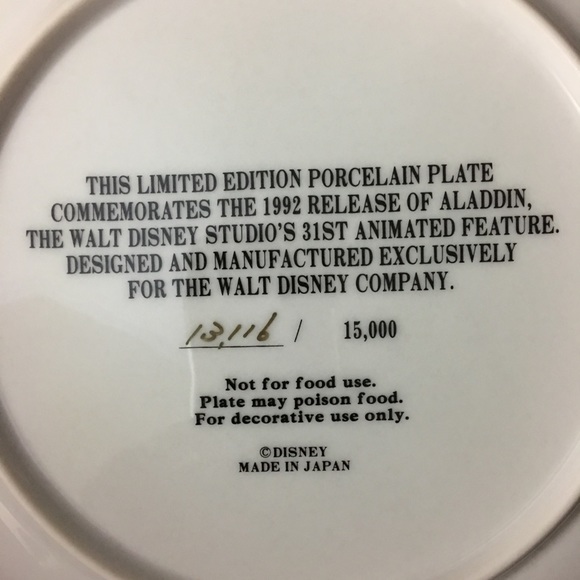 THIS LIMITED EDITION PORCELAIN PLATE
COMMEMORATES THE 1992 RELEASE OF ALADDIN,
THE WALT DISNEY STUDIO'S 31ST ANIMATED FEATURE.
DESIGNED AND MANUFACTURED EXCLUSIVELY
FOR THE WALT DISNEY COMPANY.
13,116 / 15,000
Not for food use.
Plate may poison food.
For decorative use only.
©DISNEY
MADE IN JAPAN